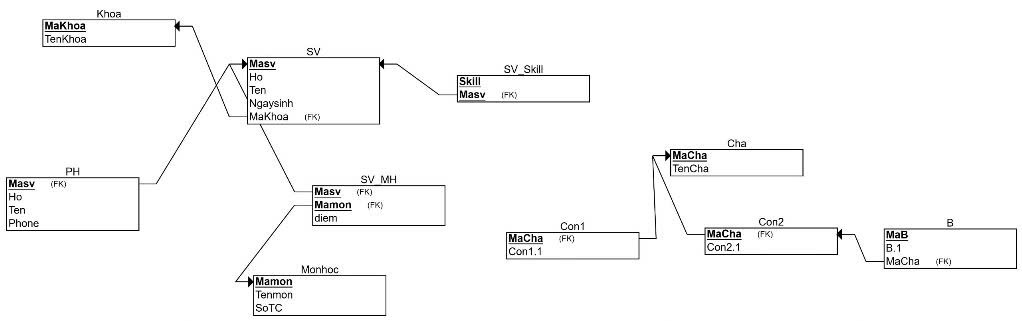 Khoa
MaKhoa
TenKhoa
SV
Masv
Ho
Ten
Ngaysinh
MaKhoa (FK)
SV_Skill
Skill
Masv (FK)
PH
Masv (FK)
Ho
Ten
Phone
SV_MH
Masv (FK)
Mamon (FK)
diem
Monhoc
Mamon
Tenmon
SoTC
Cha
MaCha
TenCha
Con1
MaCha (FK)
Con1.1
Con2
MaCha (FK)
Con2.1
B
MaB
B.1
MaCha (FK)